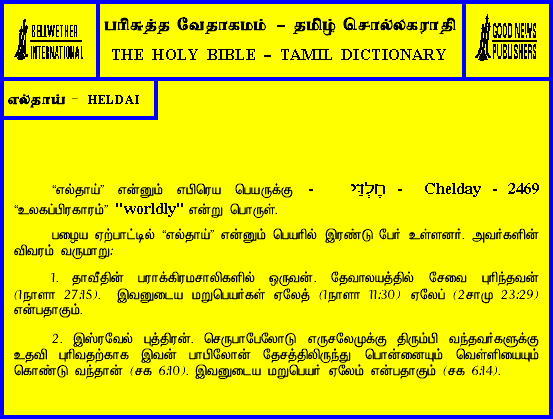 BELLWETHER
INTERNATIONAL
பரிசுத்த வேதாகமம் - தமிழ் சொல்லகராதி
THE HOLY BIBLE - TAMIL DICTIONARY
GOOD NEWS
PUBLISHERS
எல்தாய் - HELDAI
“எல்தாய்” என்னும் எபிரெய பெயருக்கு - חֶלְדַּי - Chelday - 2469
“உலகப்பிரகாரம்” "worldly" என்று பொருள்.
பழைய ஏற்பாட்டில் “எல்தாய்” என்னும் பெயரில் இரண்டு பேர் உள்ளனர். அவர்களின்
விவரம் வருமாறு:
1. தாவீதின் பராக்கிரமசாலிகளில் ஒருவன். தேவாலயத்தில் சேவை புரிந்தவன்
(1நாளா 27:15). இவனுடைய மறுபெயர்கள் ஏலேத் (1நாளா 11:30) ஏலேப் (2சாமு 23:29)
என்பதாகும்.
2. இஸ்ரவேல் புத்திரன். செருபாபேலோடு எருசலேமுக்கு திரும்பி வந்தவர்களுக்கு
உதவி புரிவதற்காக இவன் பாபிலோன் தேசத்திலிருந்து பொன்னையும் வெள்ளியையும்
கொண்டு வந்தான் (சக 6:10). இவனுடைய மறுபெயர் ஏலேம் என்பதாகும் (சக 6:14).